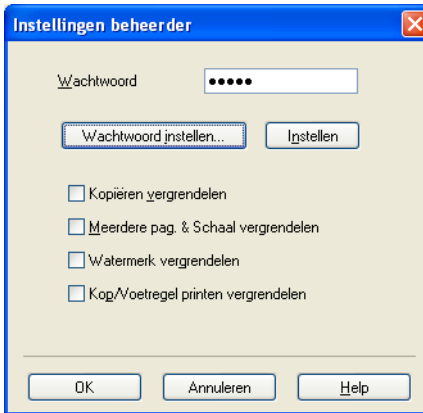 Instellingen beheerder
Wachtwoord •••••
Wachtwoord instellen... Instellen
Kopiëren vergrendelen
Meerdere pag. & Schaal vergrendelen
Watermerk vergrendelen
Kop/Voetregel printen vergrendelen
OK Annuleren Help